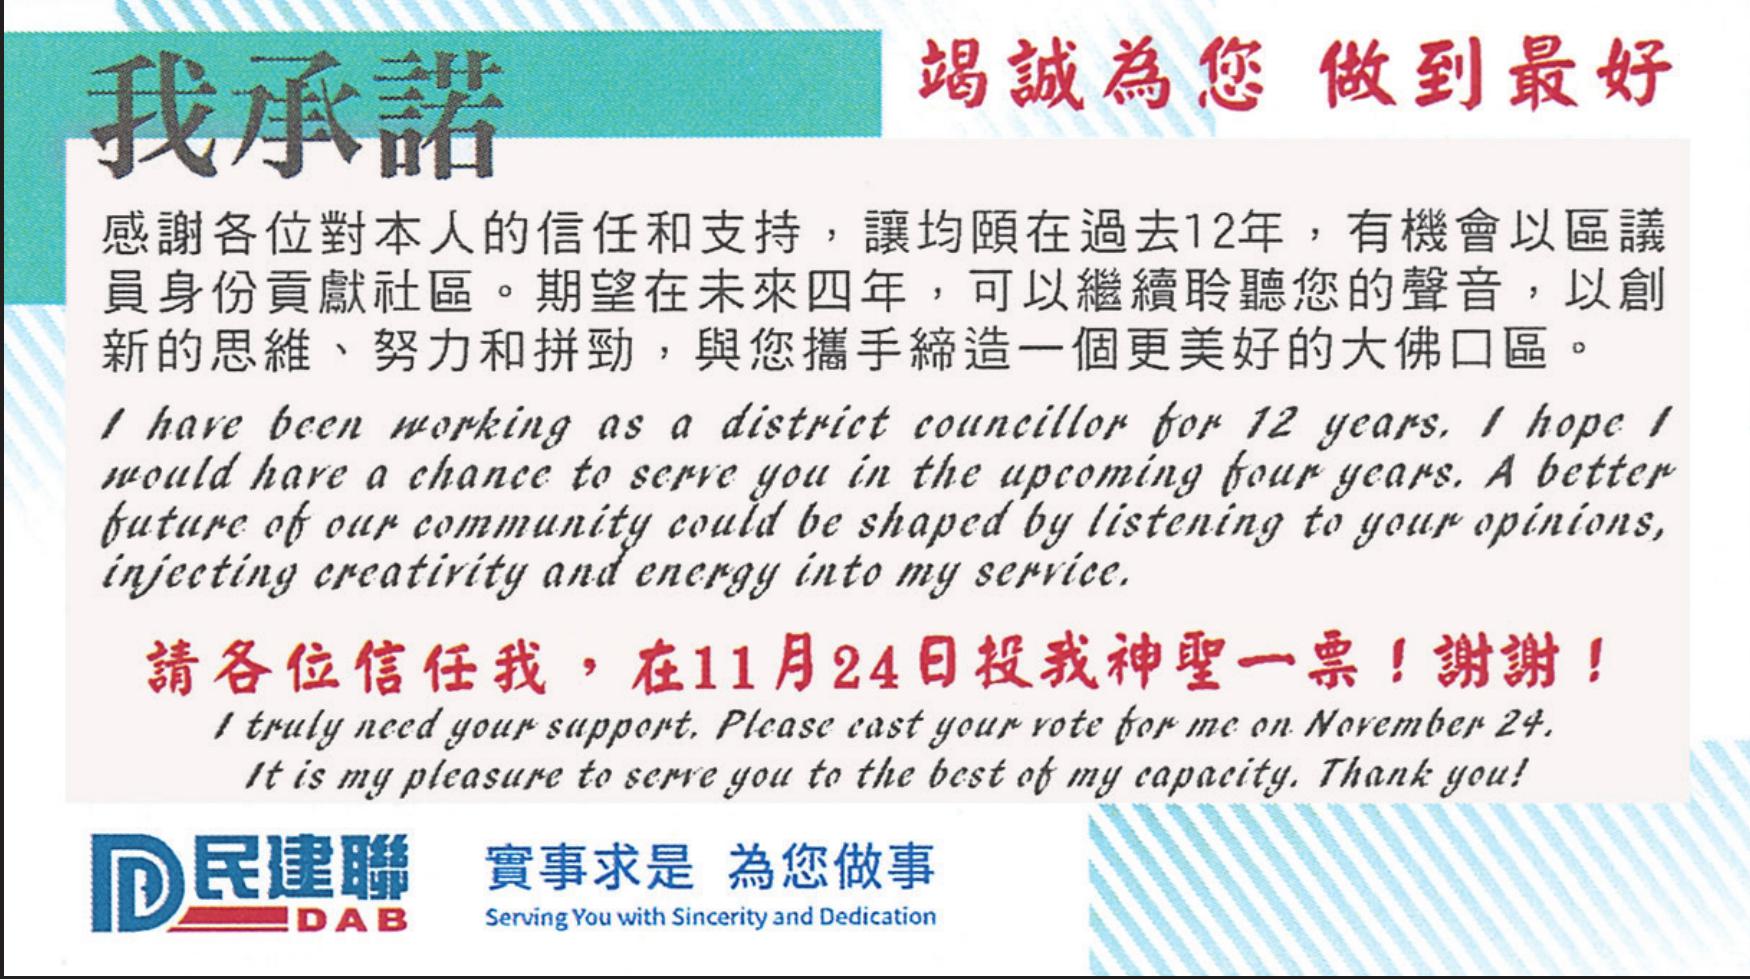 我承諾
竭誠為您 做到最好
感謝各位對本人的信任和支持，讓均頤在過去12年，有機會以區議
員身份貢獻社區。期望在未來四年，可以繼續聆聽您的聲音，以創
新的思維、努力和拼勁，與您攜手締造一個更美好的大佛口區。
I have been working as a district councillor for 12 years. I hope I
would have a chance to serve you in the upcoming four years. A better
future of our community could be shaped by listening to your opinions,
injecting creativity and energy into my service.
請各位信任我，在11月24日投我神聖一票！謝謝！
I truly need your support. Please cast your vote for me on November 24.
It is my pleasure to serve you to the best of my capacity. Thank you!
民建聯
DAB
實事求是 為您做事
Serving You with Sincerity and Dedication